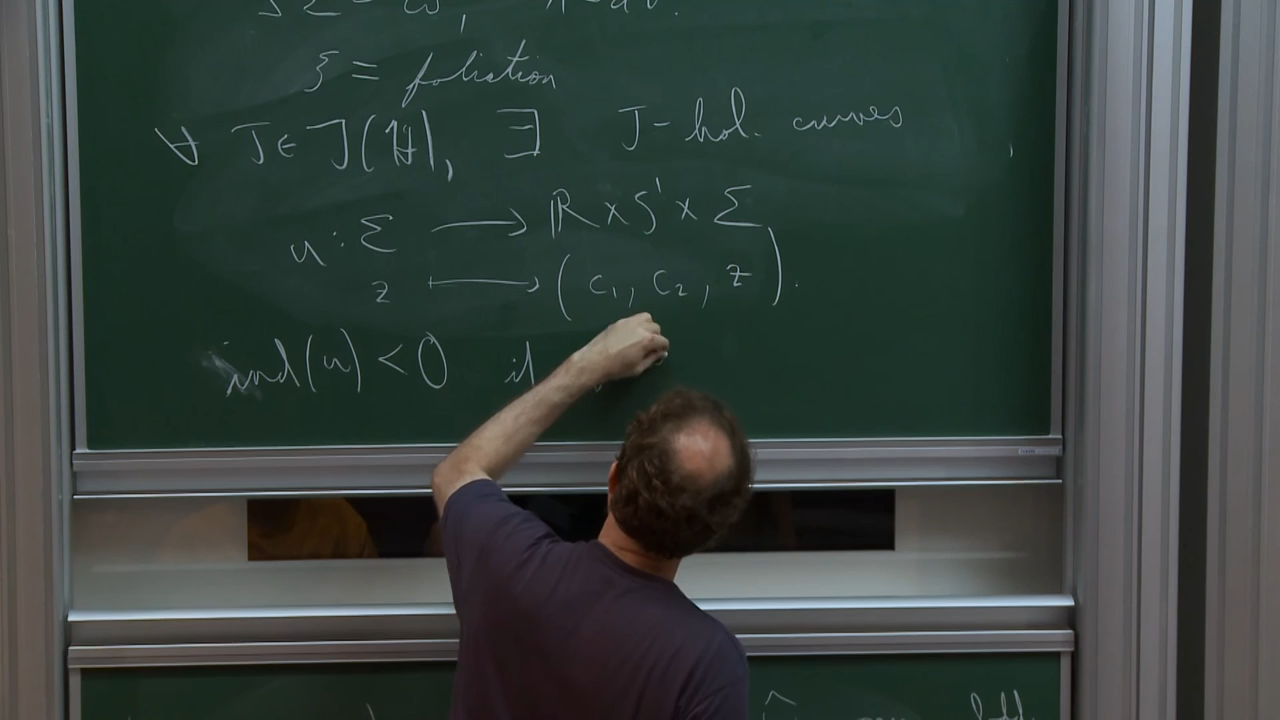 ξ = foliation
∀ J ∈ J(ℋ), ∃ J-hol. curves
u : Σ ⟶ ℝ × S¹ × Σ
z ⟼ (c₁, c₂, z).
ind(u) < 0 if